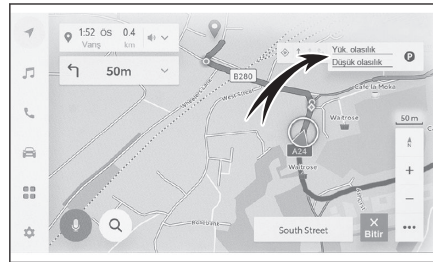 1:52 ÖS 0.4
Varış km
50m
B280
West Street
Yük. olasılık
Düşük olasılık
P
Cafe la Moka
Waitrose
50 m
A24
Waitrose
South Street
Bitir